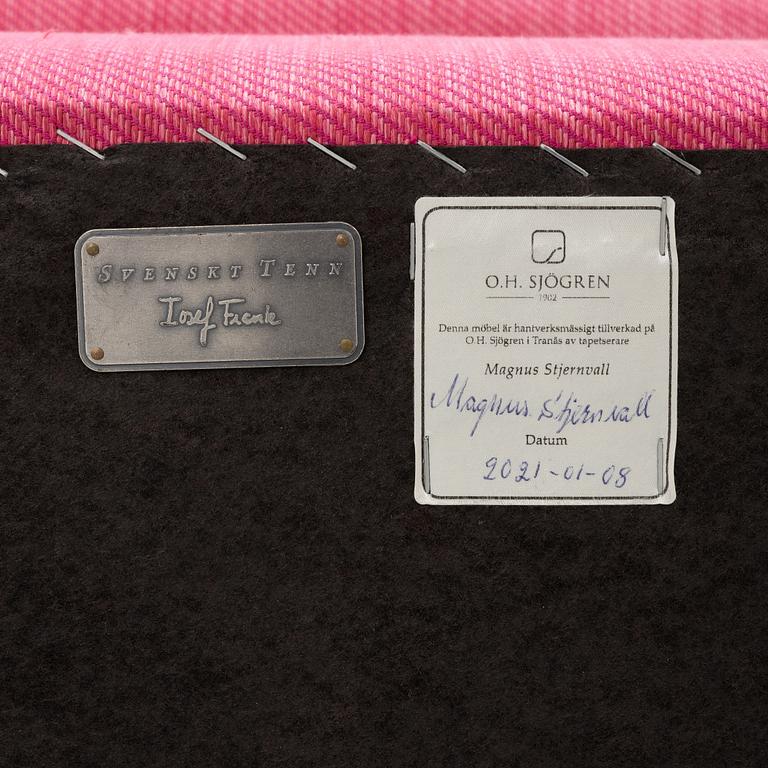 SVENSKT TENN
Josef Frank
O.H. SJÖGREN
1902
Denna möbel är hantverksmässigt tillverkad på
O.H. Sjögren i Tranås av tapetserare
Magnus Stjernvall
Magnus Stjernvall
Datum
2021-01-08